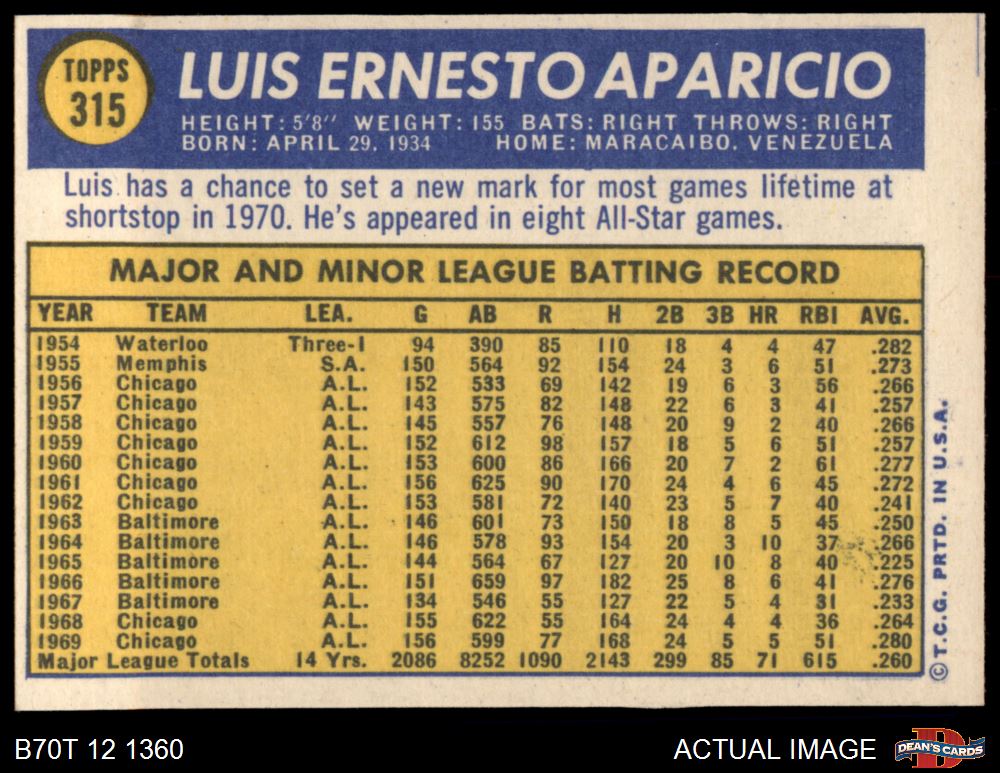 TOPPS
315
LUIS ERNESTO APARICIO
HEIGHT: 5'8" WEIGHT: 155 BATS: RIGHT THROWS: RIGHT
BORN: APRIL 29, 1934 HOME: MARACAIBO, VENEZUELA
Luis has a chance to set a new mark for most games lifetime at
shortstop in 1970. He's appeared in eight All-Star games.
MAJOR AND MINOR LEAGUE BATTING RECORD
YEAR TEAM LEA. G AB R H 2B 3B HR RBI AVG.
1954 Waterloo Three-I 94 390 85 110 18 4 4 47 .282
1955 Memphis S.A. 150 564 92 154 24 3 6 51 .273
1956 Chicago A.L. 152 533 69 142 19 6 3 56 .266
1957 Chicago A.L. 143 575 82 148 22 6 3 41 .257
1958 Chicago A.L. 145 557 76 148 20 9 2 40 .266
1959 Chicago A.L. 152 612 98 157 18 5 6 51 .257
1960 Chicago A.L. 153 600 86 166 20 7 2 61 .277
1961 Chicago A.L. 156 625 90 170 24 4 6 45 .272
1962 Chicago A.L. 153 581 72 140 23 5 7 40 .241
1963 Baltimore A.L. 146 601 73 150 18 8 5 45 .250
1964 Baltimore A.L. 146 578 93 154 20 3 10 37 .266
1965 Baltimore A.L. 144 564 67 127 20 10 8 40 .225
1966 Baltimore A.L. 151 659 97 182 25 8 6 41 .276
1967 Baltimore A.L. 134 546 55 127 22 5 4 31 .233
1968 Chicago A.L. 155 622 55 164 24 4 4 36 .264
1969 Chicago A.L. 156 599 77 168 24 5 5 51 .280
Major League Totals 14 Yrs. 2086 8252 1090 2143 299 85 71 615 .260
© T.C.G. PRTD. IN U.S.A.
B70T 12 1360 ACTUAL IMAGE
D
DEAN'S CARDS